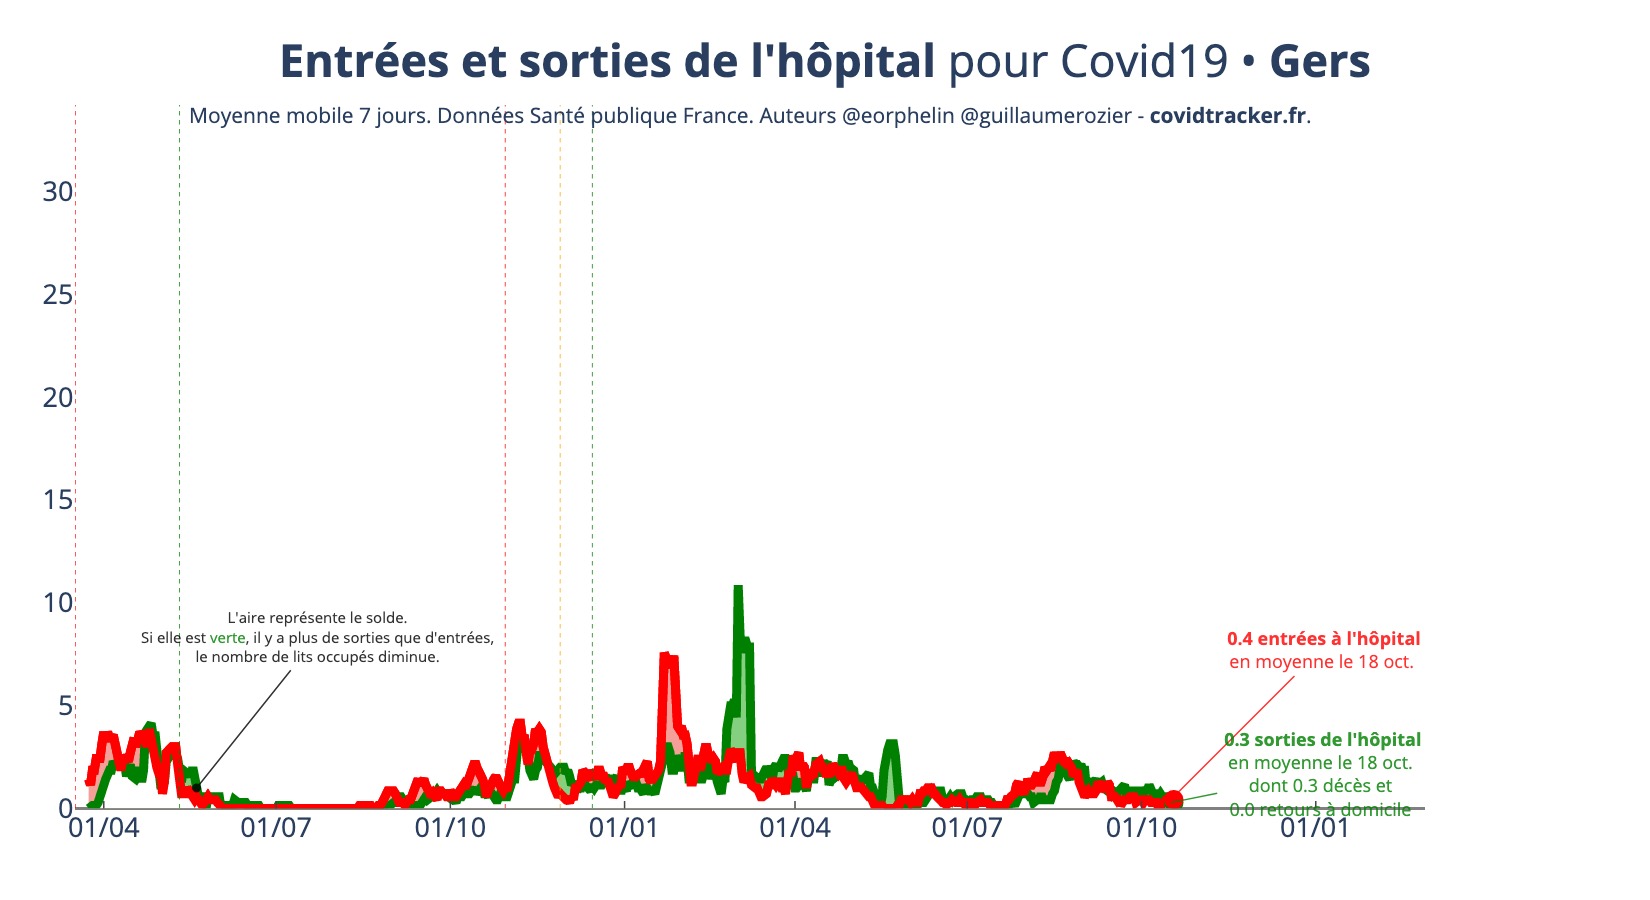 Entrées et sorties de l'hôpital pour Covid19 • Gers
Moyenne mobile 7 jours. Données Santé publique France. Auteurs @eorphelin @guillaumerozier - covidtracker.fr.
30
25
20
15
10
5
0
L'aire représente le solde.
Si elle est verte, il y a plus de sorties que d'entrées,
le nombre de lits occupés diminue.
0.4 entrées à l'hôpital
en moyenne le 18 oct.
0.3 sorties de l'hôpital
en moyenne le 18 oct.
dont 0.3 décès et
0.0 retours à domicile
01/04 01/07 01/10 01/01 01/04 01/07 01/10 01/01